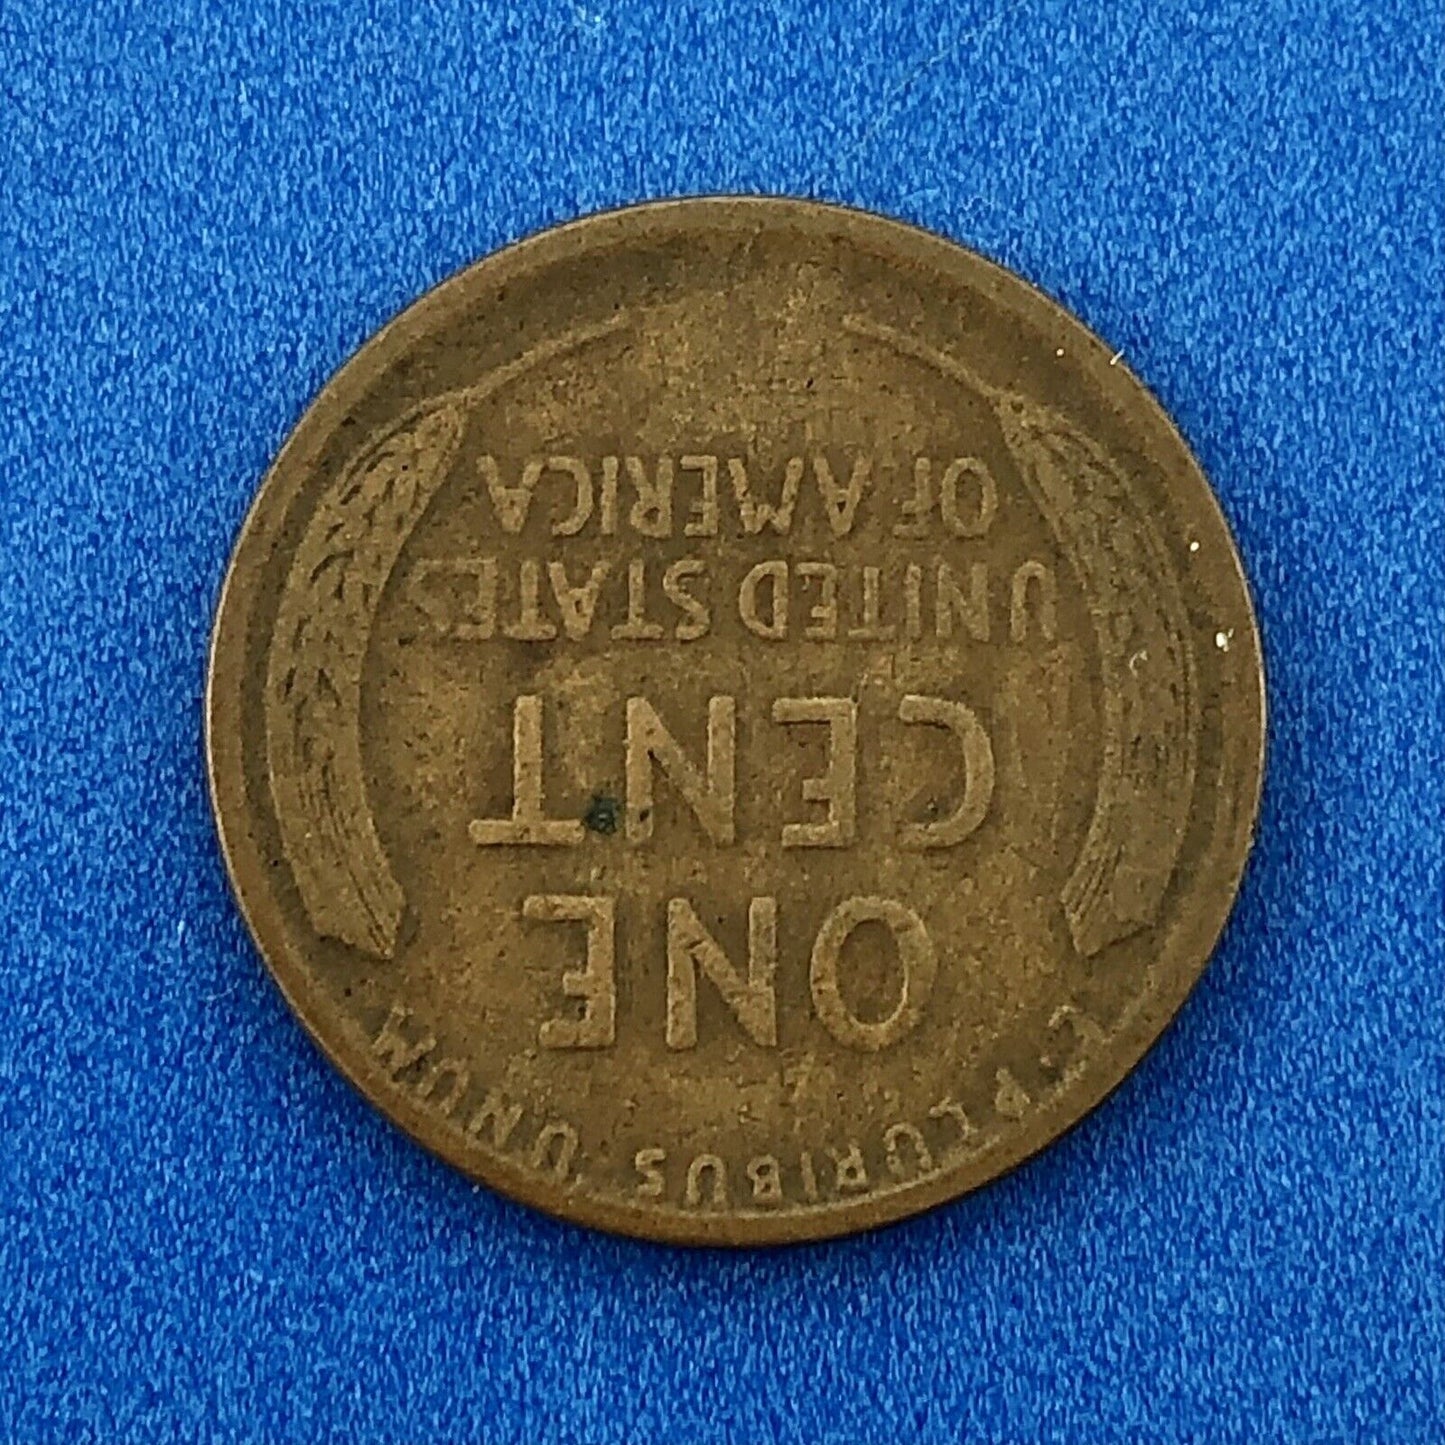 E·PLURIBUS UNUM
ONE
CENT
UNITED STATES
OF AMERICA